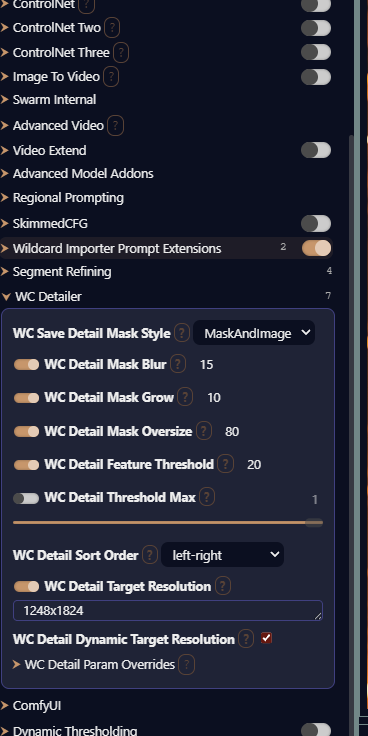 ControlNet ?
ControlNet Two ?
ControlNet Three ?
Image To Video ?
Swarm Internal
Advanced Video ?
Video Extend
Advanced Model Addons
Regional Prompting
SkimmedCFG
Wildcard Importer Prompt Extensions 2
Segment Refining 4
WC Detailer 7
WC Save Detail Mask Style ? MaskAndImage
WC Detail Mask Blur ? 15
WC Detail Mask Grow ? 10
WC Detail Mask Oversize ? 80
WC Detail Feature Threshold ? 20
WC Detail Threshold Max ? 1
WC Detail Sort Order ? left-right
WC Detail Target Resolution ?
1248x1824
WC Detail Dynamic Target Resolution ?
WC Detail Param Overrides ?
ComfyUI
Dynamic Thresholding